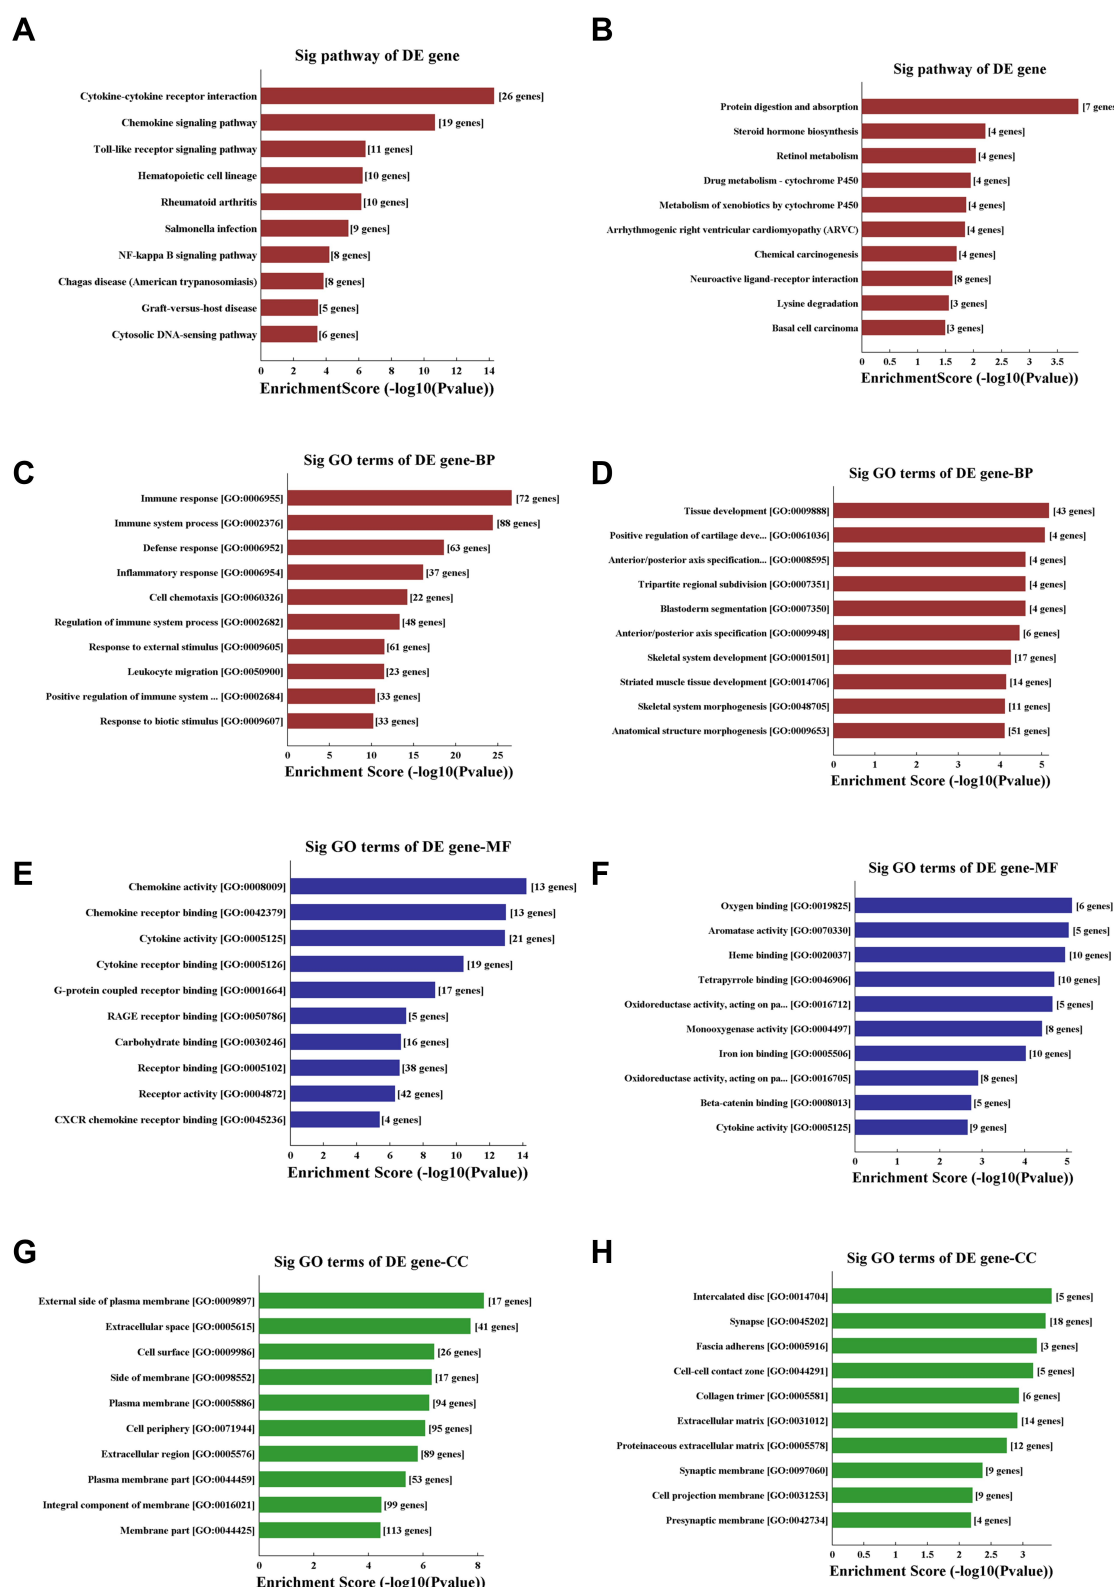 A
Sig pathway of DE gene
Cytokine-cytokine receptor interaction [26 genes]
Chemokine signaling pathway [19 genes]
Toll-like receptor signaling pathway [11 genes]
Hematopoietic cell lineage [10 genes]
Rheumatoid arthritis [10 genes]
Salmonella infection [9 genes]
NF-kappa B signaling pathway [8 genes]
Chagas disease (American trypanosomiasis) [8 genes]
Graft-versus-host disease [5 genes]
Cytosolic DNA-sensing pathway [6 genes]
0 2 4 6 8 10 12 14
EnrichmentScore (-log10(Pvalue))
B
Sig pathway of DE gene
Protein digestion and absorption [7 genes
Steroid hormone biosynthesis [4 genes]
Retinol metabolism [4 genes]
Drug metabolism - cytochrome P450 [4 genes]
Metabolism of xenobiotics by cytochrome P450 [4 genes]
Arrhythmogenic right ventricular cardiomyopathy (ARVC) [4 genes]
Chemical carcinogenesis [4 genes]
Neuroactive ligand-receptor interaction [8 genes]
Lysine degradation [3 genes]
Basal cell carcinoma [3 genes]
0 0.5 1 1.5 2 2.5 3 3.5
EnrichmentScore (-log10(Pvalue))
C
Sig GO terms of DE gene-BP
Immune response [GO:0006955] [72 genes]
Immune system process [GO:0002376] [88 genes]
Defense response [GO:0006952] [63 genes]
Inflammatory response [GO:0006954] [37 genes]
Cell chemotaxis [GO:0060326] [22 genes]
Regulation of immune system process [GO:0002682] [48 genes]
Response to external stimulus [GO:0009605] [61 genes]
Leukocyte migration [GO:0050900] [23 genes]
Positive regulation of immune system ... [GO:0002684] [33 genes]
Response to biotic stimulus [GO:0009607] [33 genes]
0 5 10 15 20 25
Enrichment Score (-log10(Pvalue))
D
Sig GO terms of DE gene-BP
Tissue development [GO:0009888] [43 genes]
Positive regulation of cartilage deve... [GO:0061036] [4 genes]
Anterior/posterior axis specification... [GO:0008595] [4 genes]
Tripartite regional subdivision [GO:0007351] [4 genes]
Blastoderm segmentation [GO:0007350] [4 genes]
Anterior/posterior axis specification [GO:0009948] [6 genes]
Skeletal system development [GO:0001501] [17 genes]
Striated muscle tissue development [GO:0014706] [14 genes]
Skeletal system morphogenesis [GO:0048705] [11 genes]
Anatomical structure morphogenesis [GO:0009653] [51 genes]
0 1 2 3 4 5
Enrichment Score (-log10(Pvalue))
E
Sig GO terms of DE gene-MF
Chemokine activity [GO:0008009] [13 genes]
Chemokine receptor binding [GO:0042379] [13 genes]
Cytokine activity [GO:0005125] [21 genes]
Cytokine receptor binding [GO:0005126] [19 genes]
G-protein coupled receptor binding [GO:0001664] [17 genes]
RAGE receptor binding [GO:0050786] [5 genes]
Carbohydrate binding [GO:0030246] [16 genes]
Receptor binding [GO:0005102] [38 genes]
Receptor activity [GO:0004872] [42 genes]
CXCR chemokine receptor binding [GO:0045236] [4 genes]
0 2 4 6 8 10 12 14
Enrichment Score (-log10(Pvalue))
F
Sig GO terms of DE gene-MF
Oxygen binding [GO:0019825] [6 genes]
Aromatase activity [GO:0070330] [5 genes]
Heme binding [GO:0020037] [10 genes]
Tetrapyrrole binding [GO:0046906] [10 genes]
Oxidoreductase activity, acting on pa... [GO:0016712] [5 genes]
Monooxygenase activity [GO:0004497] [8 genes]
Iron ion binding [GO:0005506] [10 genes]
Oxidoreductase activity, acting on pa... [GO:0016705] [8 genes]
Beta-catenin binding [GO:0008013] [5 genes]
Cytokine activity [GO:0005125] [9 genes]
0 1 2 3 4 5
Enrichment Score (-log10(Pvalue))
G
Sig GO terms of DE gene-CC
External side of plasma membrane [GO:0009897] [17 genes]
Extracellular space [GO:0005615] [41 genes]
Cell surface [GO:0009986] [26 genes]
Side of membrane [GO:0098552] [17 genes]
Plasma membrane [GO:0005886] [94 genes]
Cell periphery [GO:0071944] [95 genes]
Extracellular region [GO:0005576] [89 genes]
Plasma membrane part [GO:0044459] [53 genes]
Integral component of membrane [GO:0016021] [99 genes]
Membrane part [GO:0044425] [113 genes]
0 2 4 6 8
Enrichment Score (-log10(Pvalue))
H
Sig GO terms of DE gene-CC
Intercalated disc [GO:0014704] [5 genes]
Synapse [GO:0045202] [18 genes]
Fascia adherens [GO:0005916] [3 genes]
Cell-cell contact zone [GO:0044291] [5 genes]
Collagen trimer [GO:0005581] [6 genes]
Extracellular matrix [GO:0031012] [14 genes]
Proteinaceous extracellular matrix [GO:0005578] [12 genes]
Synaptic membrane [GO:0097060] [9 genes]
Cell projection membrane [GO:0031253] [9 genes]
Presynaptic membrane [GO:0042734] [4 genes]
0 0.5 1 1.5 2 2.5 3
Enrichment Score (-log10(Pvalue))